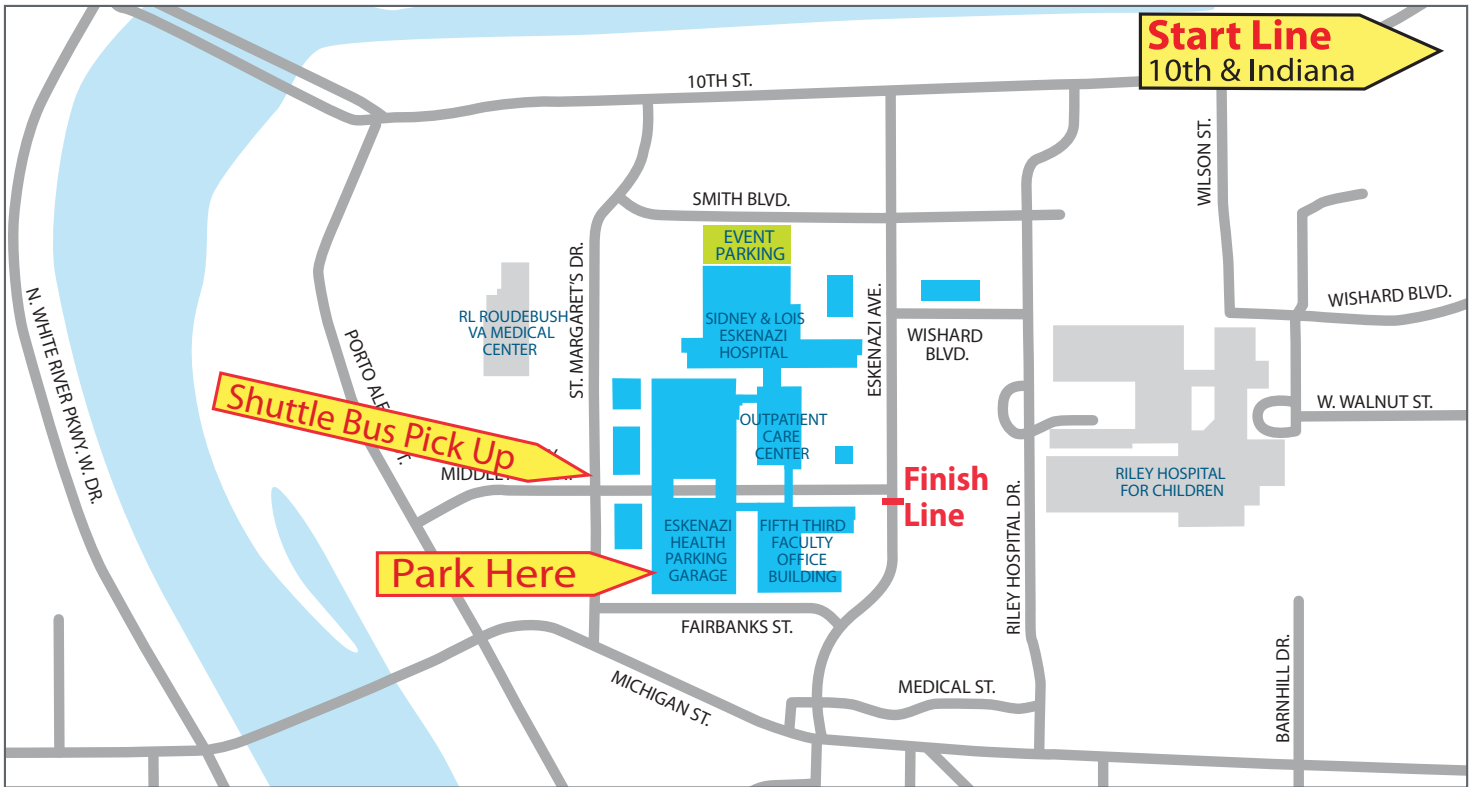 Start Line
10th & Indiana
10TH ST.
WILSON ST.
SMITH BLVD.
EVENT
PARKING
ST. MARGARET'S DR.
ESKENAZI AVE.
N. WHITE RIVER PKWY. W. DR.
RL ROUDEBUSH
VA MEDICAL
CENTER
SIDNEY & LOIS
ESKENAZI
HOSPITAL
WISHARD
BLVD.
WISHARD BLVD.
PORTO ALE
T.
Shuttle Bus Pick Up
W. WALNUT ST.
OUTPATIENT
CARE
CENTER
MIDDLE
Finish
Line
RILEY HOSPITAL
FOR CHILDREN
RILEY HOSPITAL DR.
Park Here
ESKENAZI
HEALTH
PARKING
GARAGE
FIFTH THIRD
FACULTY
OFFICE
BUILDING
FAIRBANKS ST.
MICHIGAN ST.
MEDICAL ST.
BARNHILL DR.